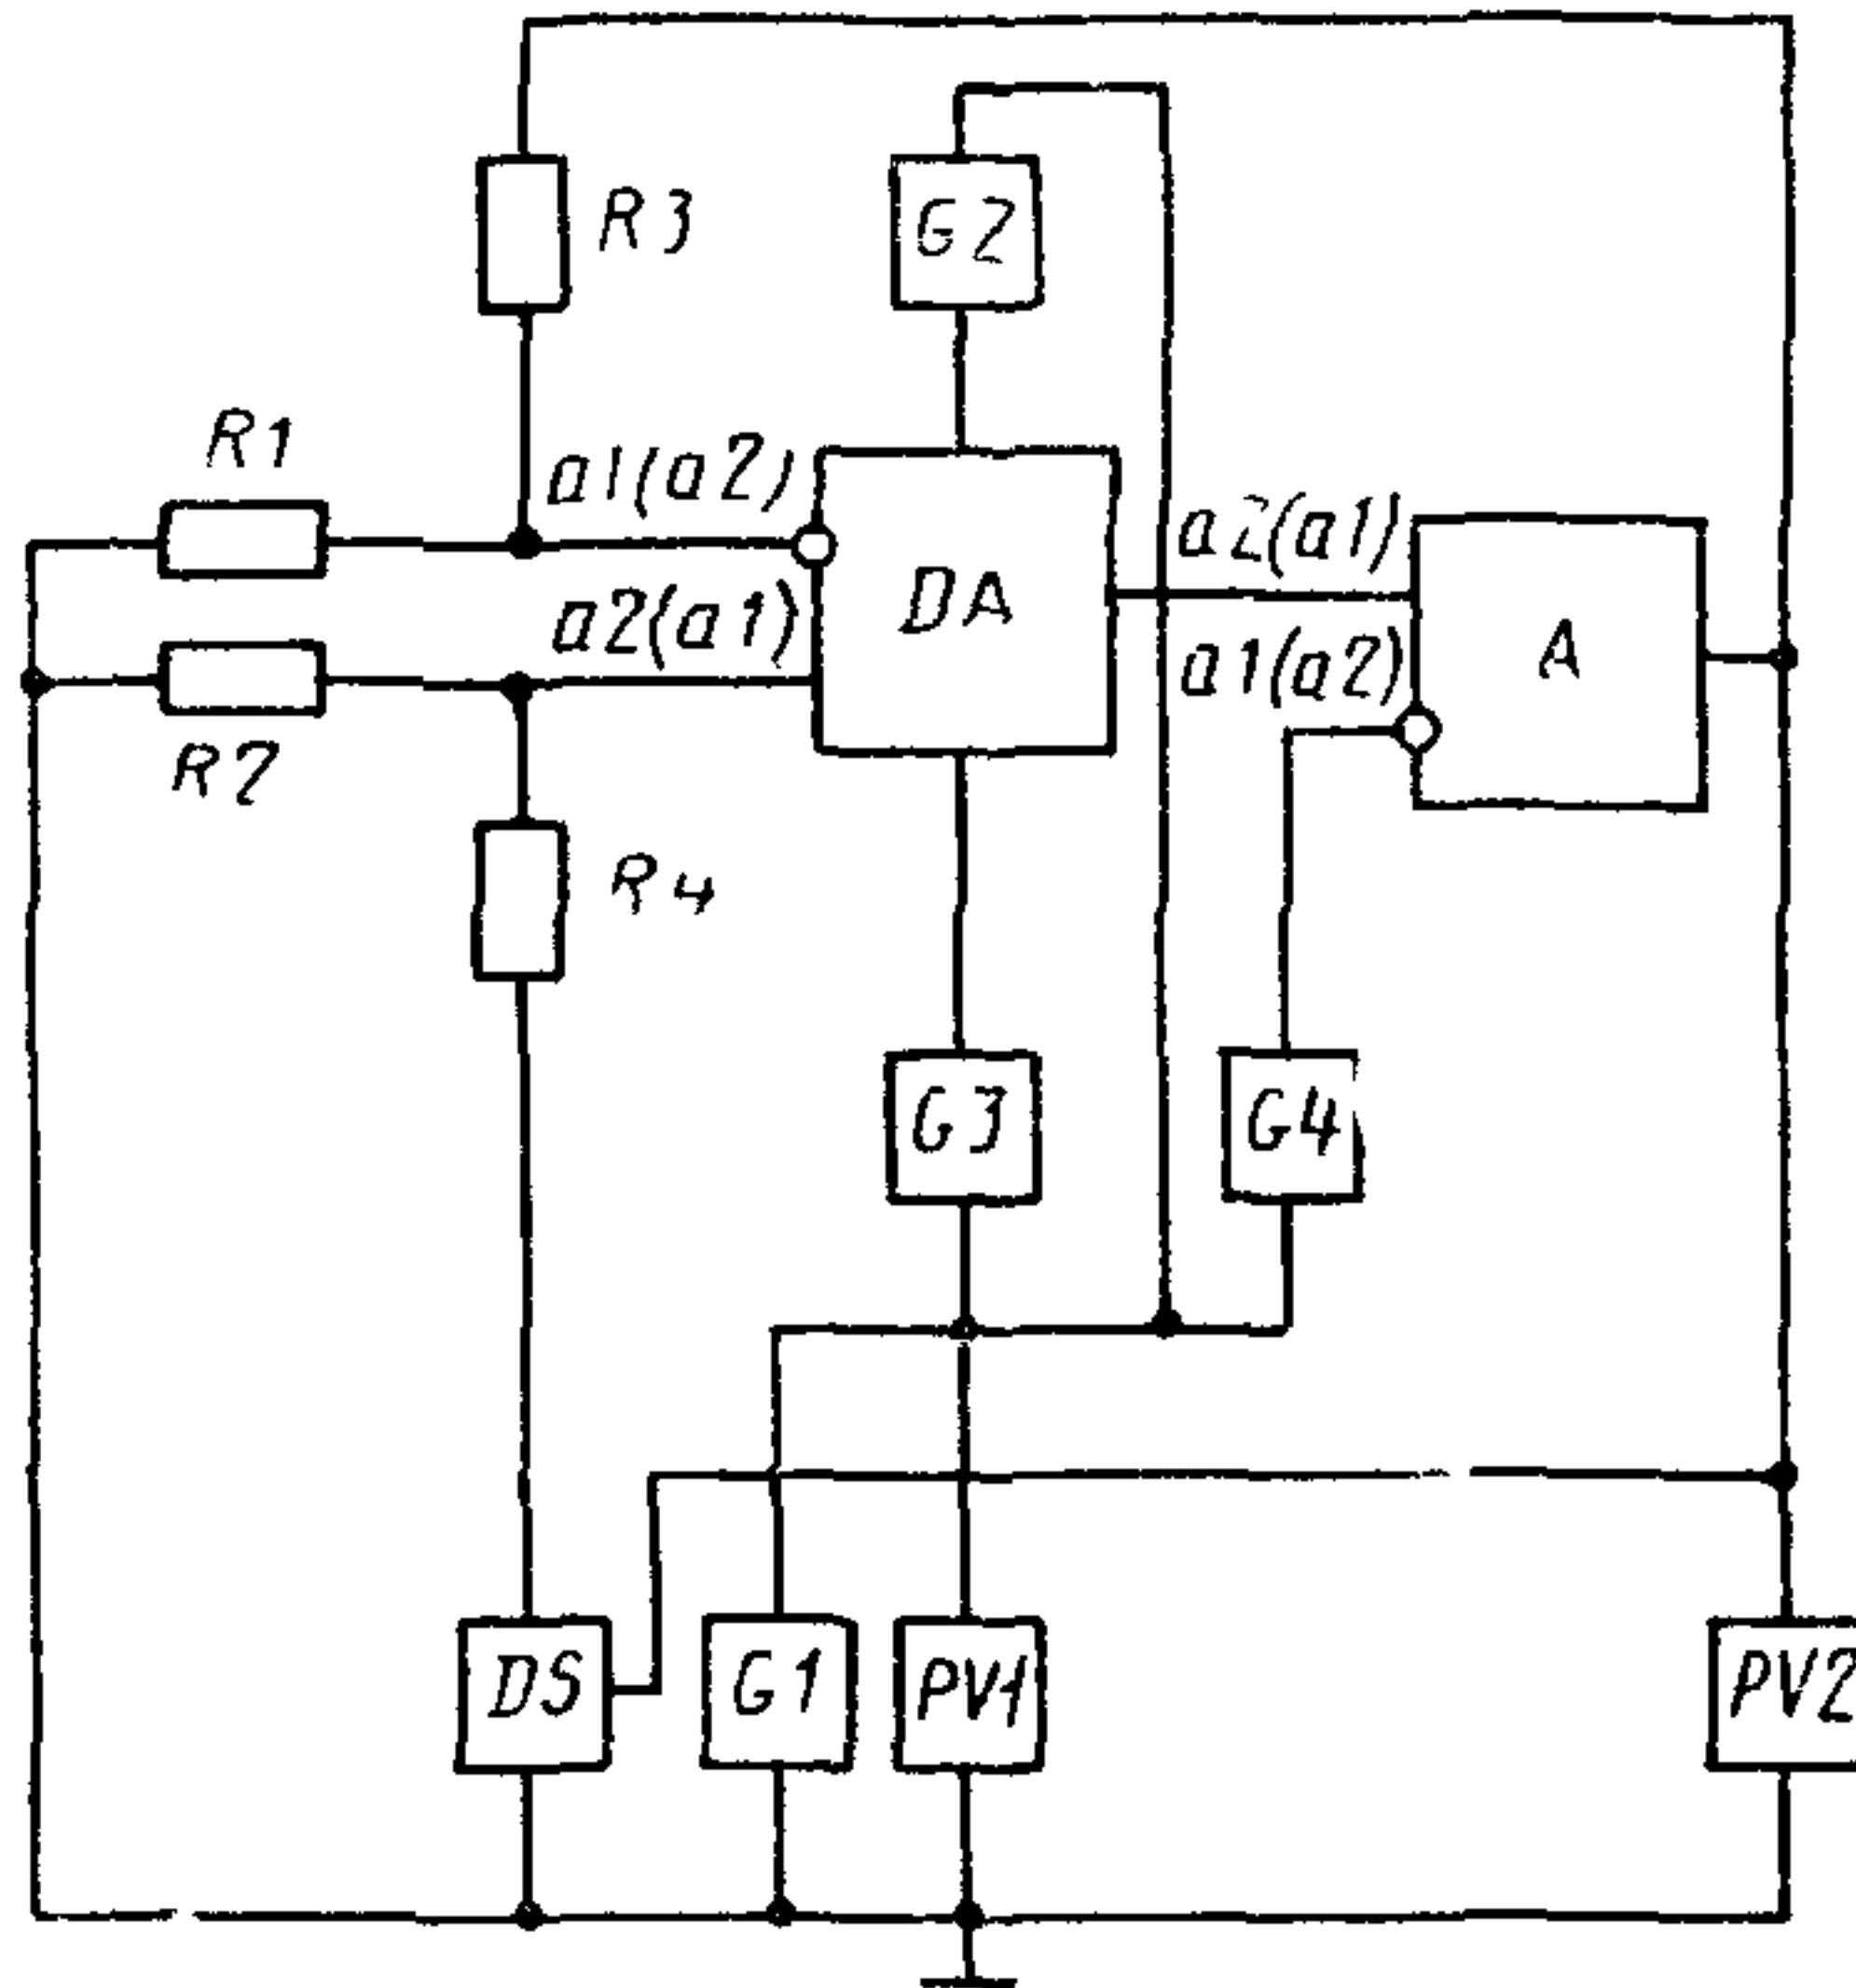 R3
G2
R1
a1(a2)
a2(a1)
DA
a2(a1)
a1(a2)
A
R2
R4
G3
G4
DS
G1
PV1
PV2